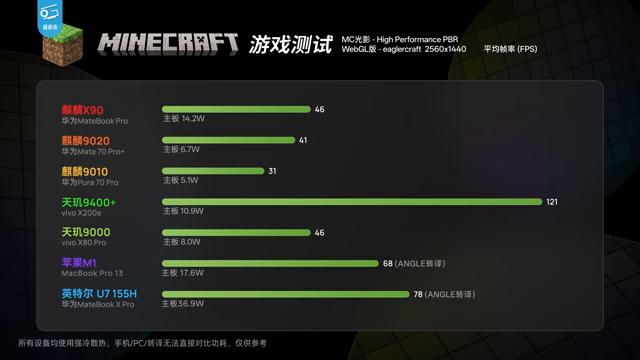 极客湾
MINECRAFT 游戏测试
MC光影 - High Performance PBR
WebGL版 - eaglercraft 2560x1440 平均帧率 (FPS)
麒麟X90 46
华为MateBook Pro 主板 14.2W
麒麟9020 41
华为Mate 70 Pro+ 主板 6.7W
麒麟9010 31
华为Pura 70 Pro 主板 5.1W
天玑9400+ 121
vivo X200s 主板 10.9W
天玑9000 46
vivo X80 Pro 主板 8.0W
苹果M1 68 (ANGLE转译)
MacBook Pro 13 主板 17.6W
英特尔 U7 155H 78 (ANGLE转译)
华为MateBook X Pro 主板36.9W
所有设备均使用强冷散热；手机/PC/转译无法直接对比功耗，仅供参考